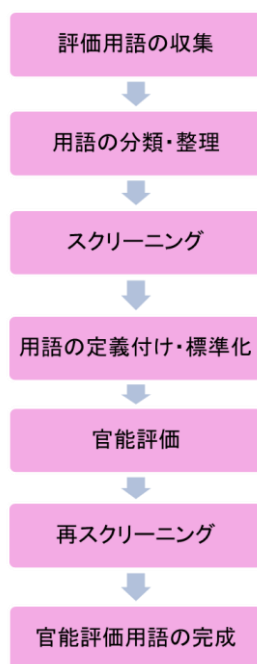 評価用語の収集
用語の分類・整理
スクリーニング
用語の定義付け・標準化
官能評価
再スクリーニング
官能評価用語の完成